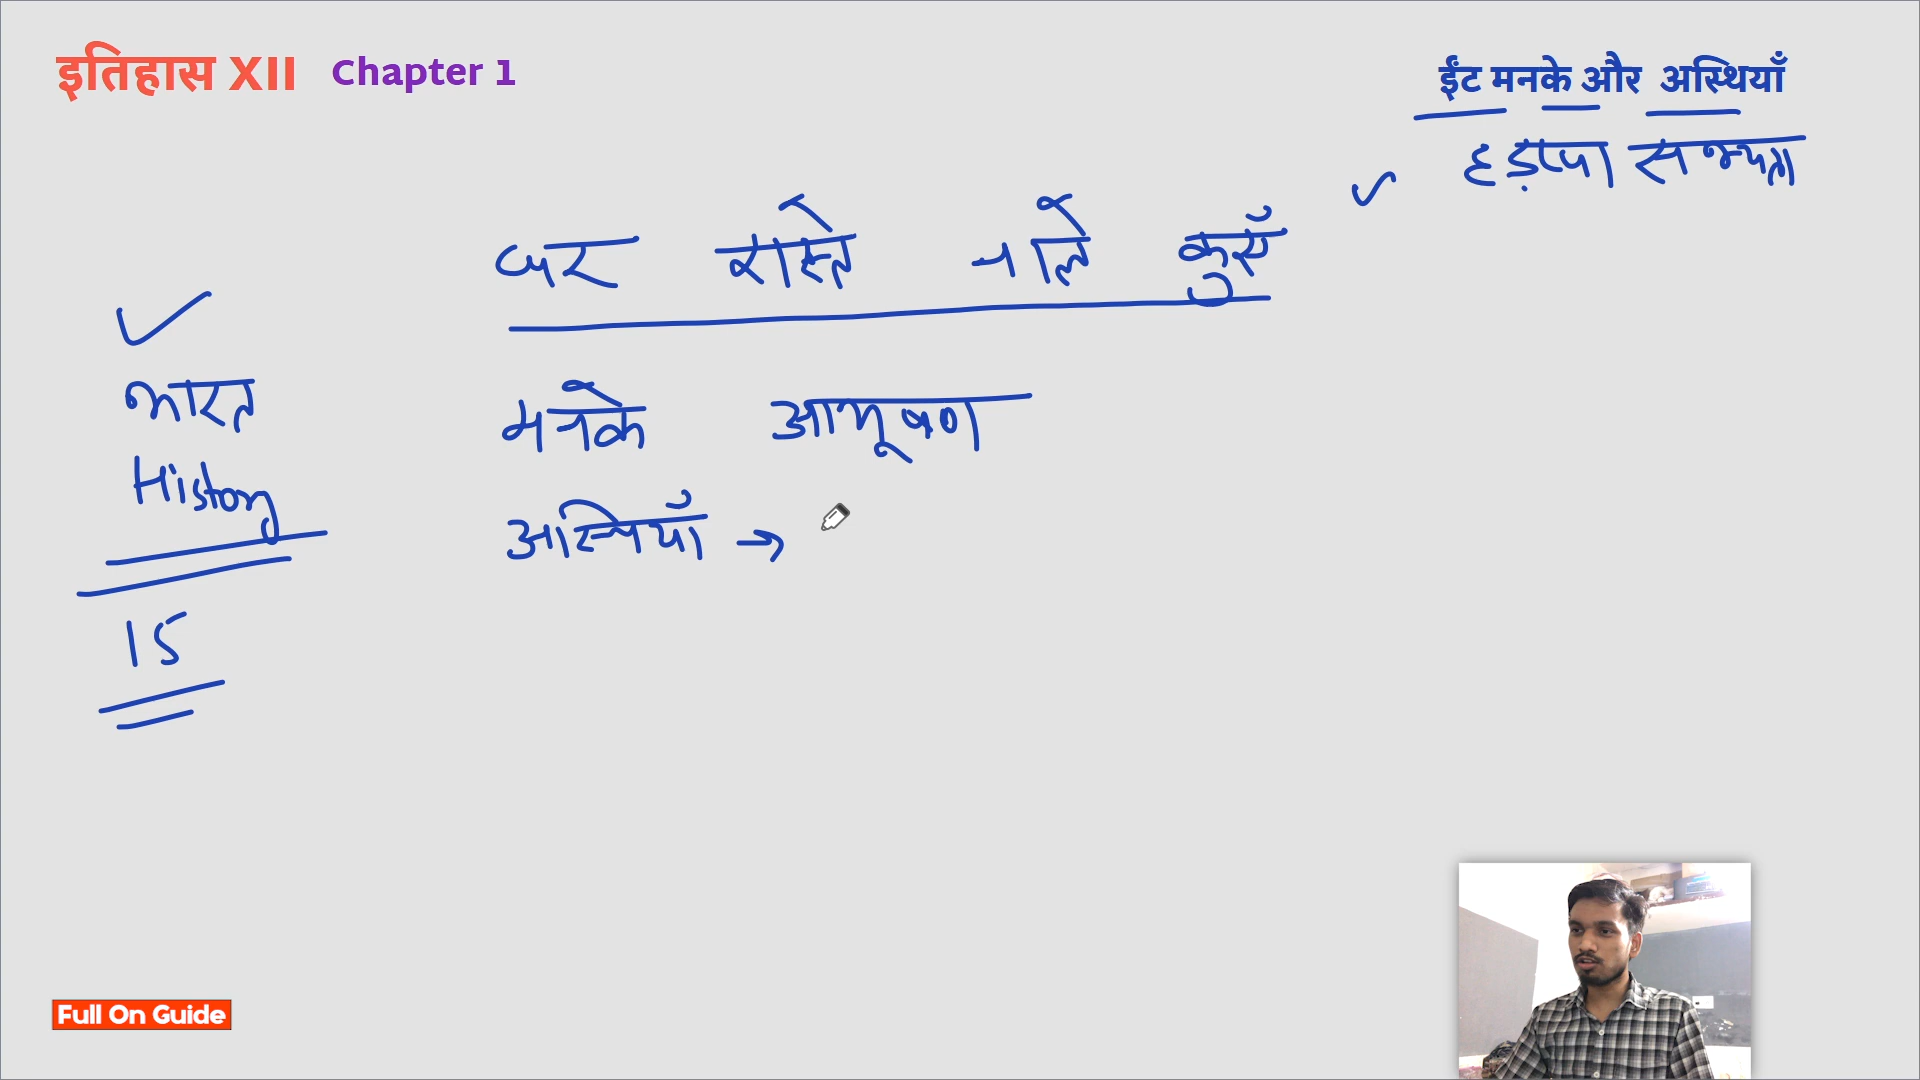 इतिहास XII Chapter 1
ईंट मनके और अस्थियाँ
हड़प्पा सभ्यता
घर रास्ते नाले कुएँ
भारत
History
15
मनके आभूषण
अस्थियाँ →
Full On Guide